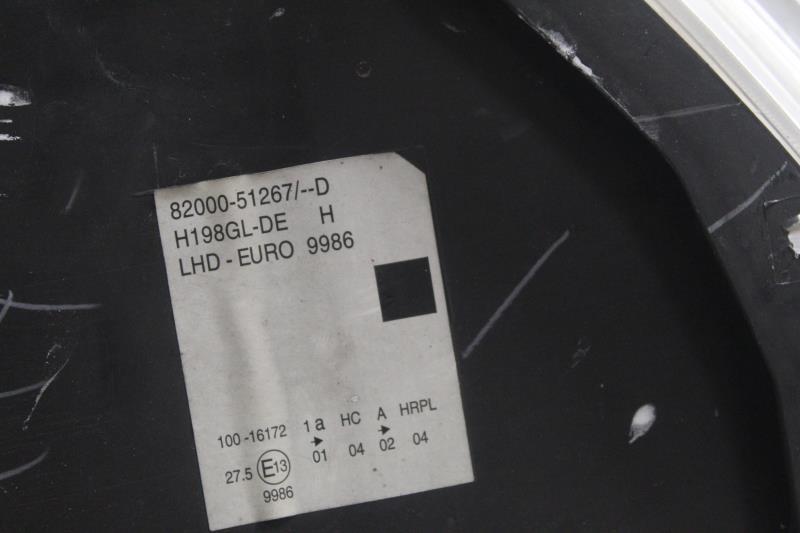 82000-51267/--D
H198GL-DE H
LHD - EURO 9986
100 -16172 1a HC A HRPL
➔ 01 04 ➔ 02 04
27.5 E13
9986